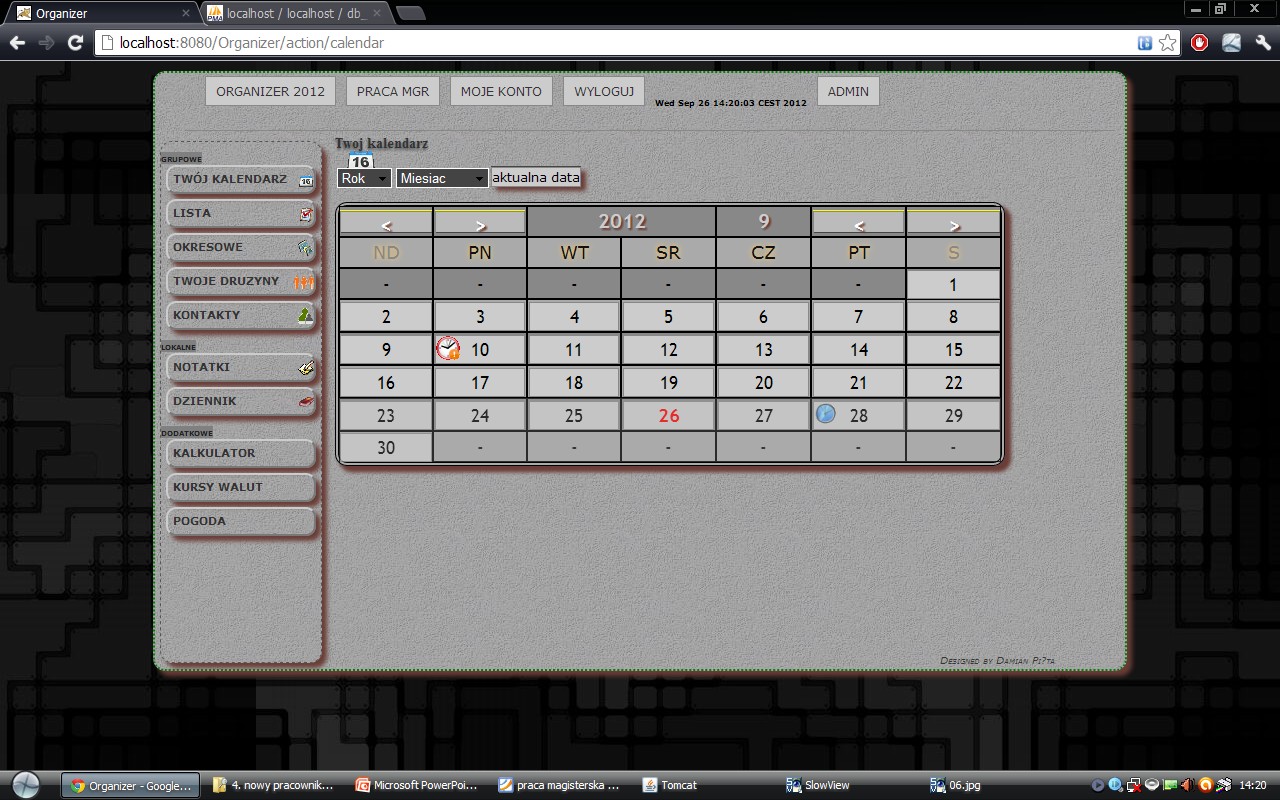 Organizer
localhost / localhost / db_
localhost:8080/Organizer/action/calendar
ORGANIZER 2012 PRACA MGR MOJE KONTO WYLOGUJ Wed Sep 26 14:20:03 CEST 2012 ADMIN
GRUPOWE
TWÓJ KALENDARZ
LISTA
OKRESOWE
TWOJE DRUZYNY
KONTAKTY
LOKALNE
NOTATKI
DZIENNIK
DODATKOWE
KALKULATOR
KURSY WALUT
POGODA
Twoj kalendarz
16
Rok Miesiac aktualna data
< > 2012 9 < >
ND PN WT SR CZ PT S
- - - - - - 1
2 3 4 5 6 7 8
9 10 11 12 13 14 15
16 17 18 19 20 21 22
23 24 25 26 27 28 29
30 - - - - - -
Designed by Damian Pi?ta
Organizer - Google... 4. nowy pracownik... Microsoft PowerPoi... praca magisterska ... Tomcat SlowView 06.jpg 14:20